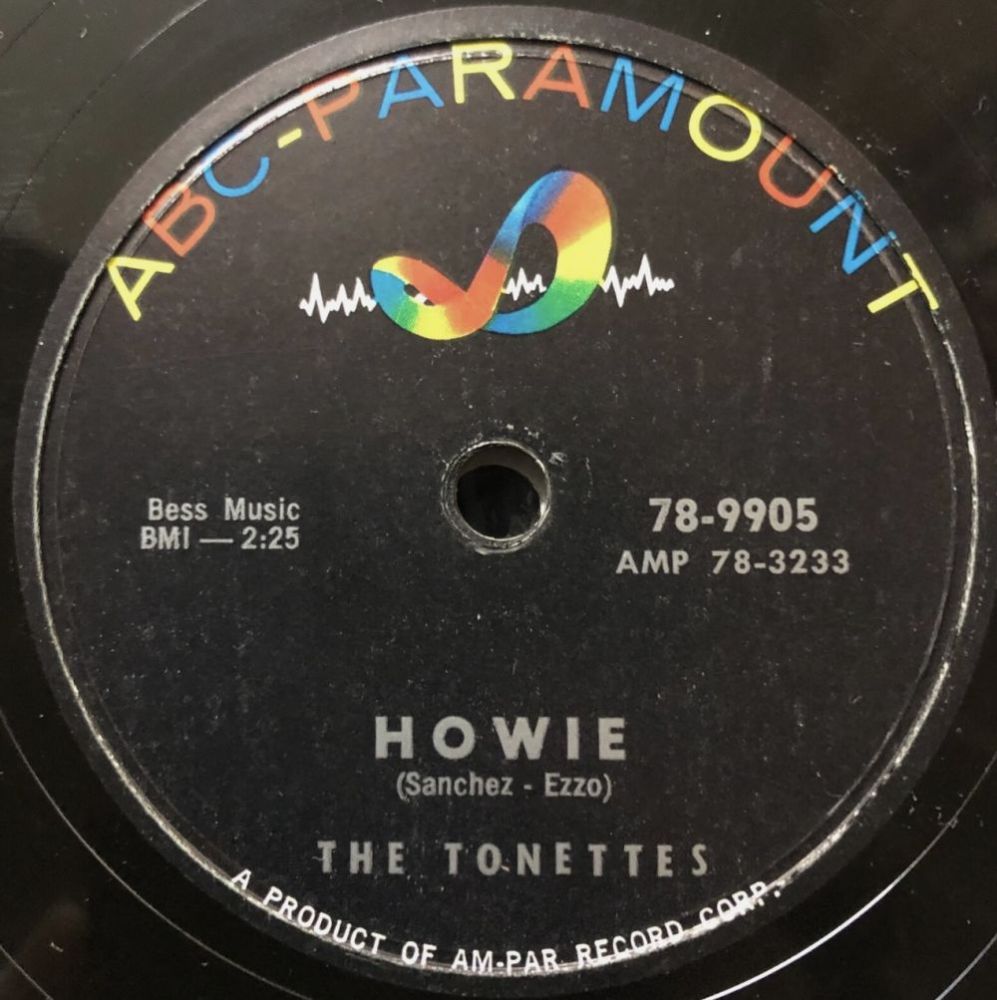 ABC-PARAMOUNT
Bess Music
BMI — 2:25
78-9905
AMP 78-3233
HOWIE
(Sanchez - Ezzo)
THE TONETTES
A PRODUCT OF AM-PAR RECORD CORP.